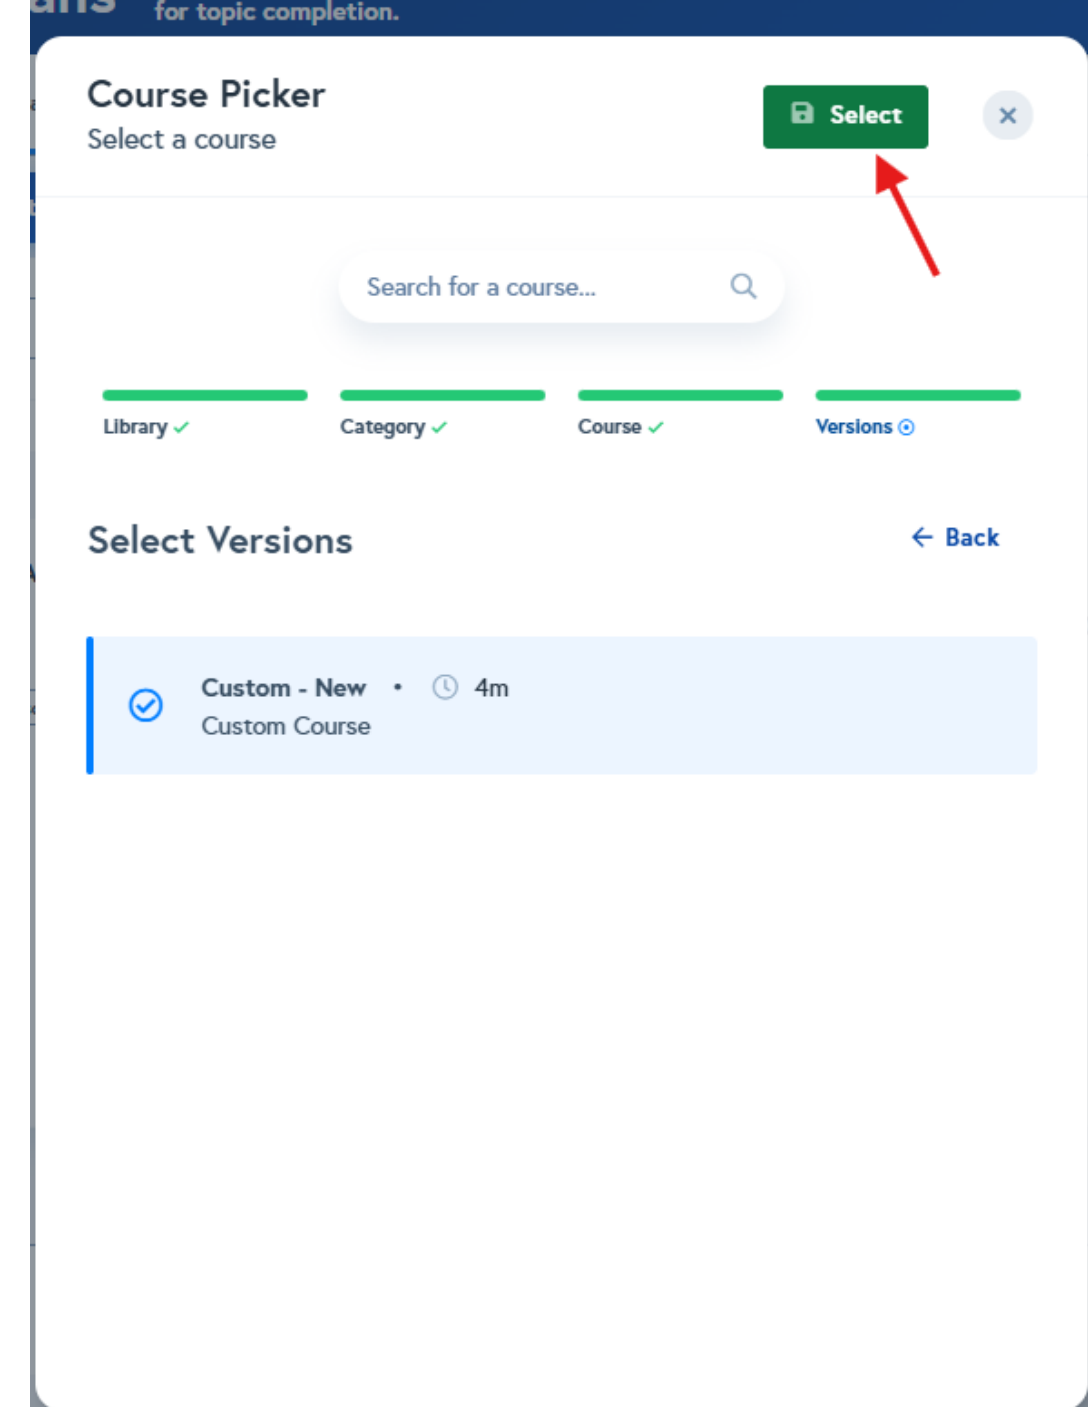 for topic completion.
Course Picker
Select a course
Select
Search for a course...
Library
Category
Course
Versions
Select Versions
← Back
Custom - New • 4m
Custom Course